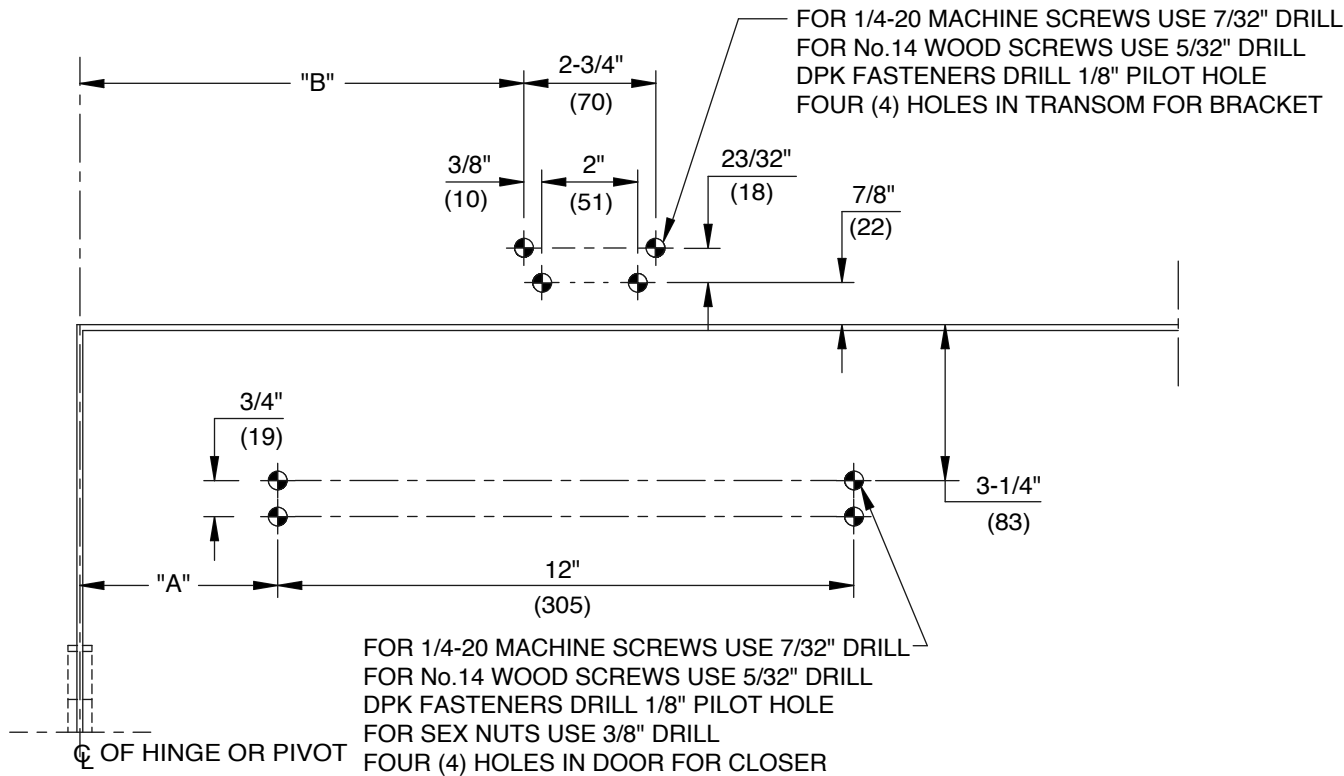 FOR 1/4-20 MACHINE SCREWS USE 7/32" DRILL
FOR No.14 WOOD SCREWS USE 5/32" DRILL
DPK FASTENERS DRILL 1/8" PILOT HOLE
FOUR (4) HOLES IN TRANSOM FOR BRACKET
"B"
2-3/4"
(70)
3/8"
(10)
2"
(51)
23/32"
(18)
7/8"
(22)
3/4"
(19)
3-1/4"
(83)
"A"
12"
(305)
FOR 1/4-20 MACHINE SCREWS USE 7/32" DRILL
FOR No.14 WOOD SCREWS USE 5/32" DRILL
DPK FASTENERS DRILL 1/8" PILOT HOLE
FOR SEX NUTS USE 3/8" DRILL
FOUR (4) HOLES IN DOOR FOR CLOSER
℄ OF HINGE OR PIVOT